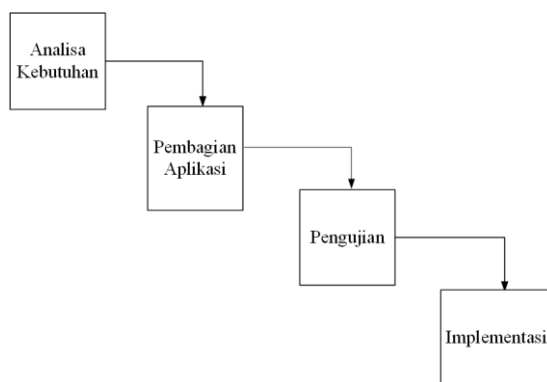 Analisa
Kebutuhan
Pembagian
Aplikasi
Pengujian
Implementasi